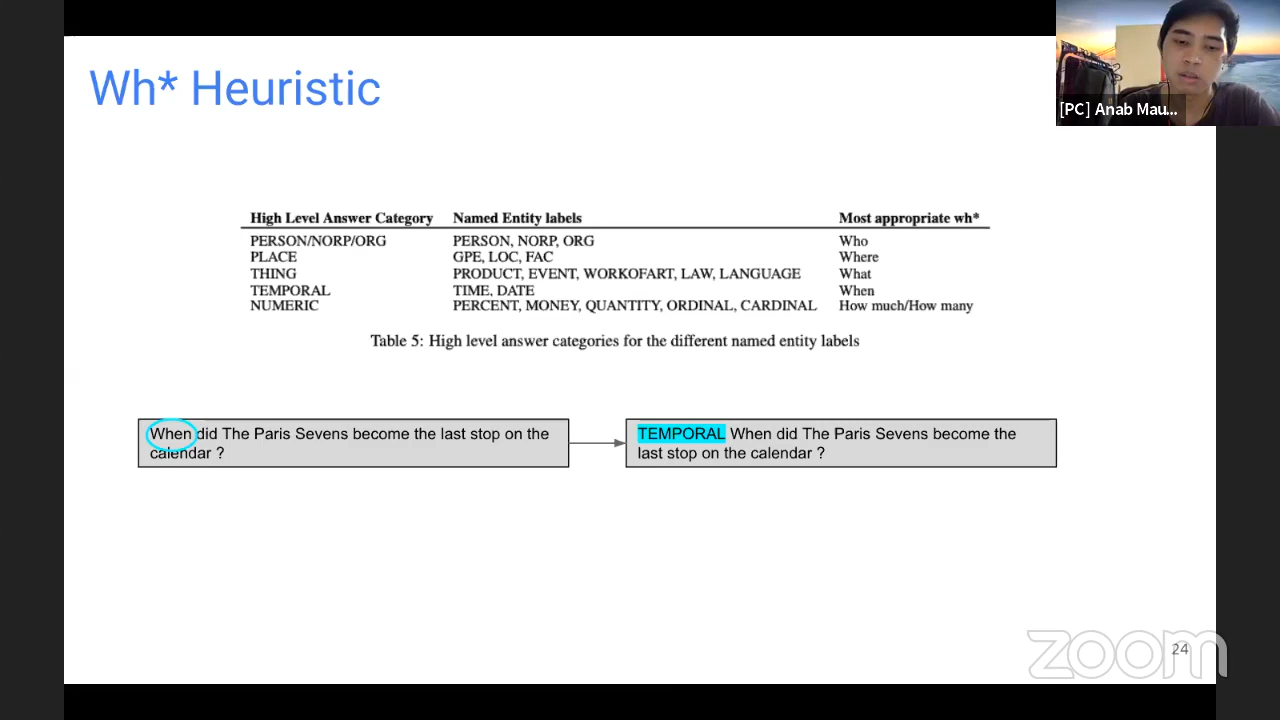 Wh* Heuristic
[PC] Anab Mau...
High Level Answer Category Named Entity labels Most appropriate wh*
PERSON/NORP/ORG PERSON, NORP, ORG Who
PLACE GPE, LOC, FAC Where
THING PRODUCT, EVENT, WORKOFART, LAW, LANGUAGE What
TEMPORAL TIME, DATE When
NUMERIC PERCENT, MONEY, QUANTITY, ORDINAL, CARDINAL How much/How many
Table 5: High level answer categories for the different named entity labels
When did The Paris Sevens become the last stop on the
calendar ?
TEMPORAL When did The Paris Sevens become the
last stop on the calendar ?
24
zoom